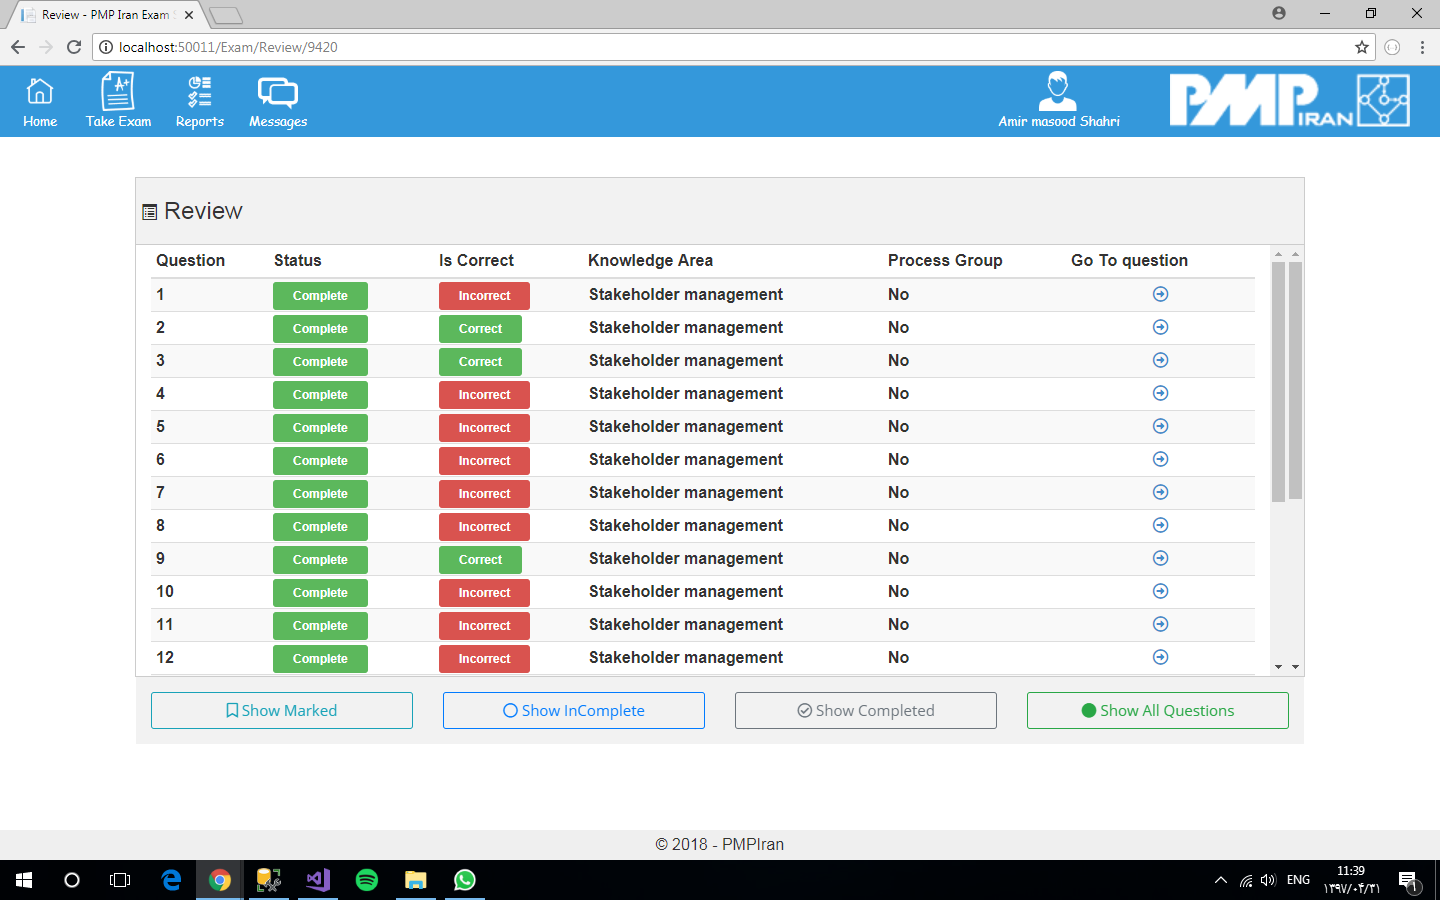 Review - PMP Iran Exam
localhost:50011/Exam/Review/9420
Home
Take Exam
Reports
Messages
Amir masood Shahri
PMP IRAN
Review
Question Status Is Correct Knowledge Area Process Group Go To question
1 Complete Incorrect Stakeholder management No
2 Complete Correct Stakeholder management No
3 Complete Correct Stakeholder management No
4 Complete Incorrect Stakeholder management No
5 Complete Incorrect Stakeholder management No
6 Complete Incorrect Stakeholder management No
7 Complete Incorrect Stakeholder management No
8 Complete Incorrect Stakeholder management No
9 Complete Correct Stakeholder management No
10 Complete Incorrect Stakeholder management No
11 Complete Incorrect Stakeholder management No
12 Complete Incorrect Stakeholder management No
Show Marked
Show InComplete
Show Completed
Show All Questions
© 2018 - PMPIran
ENG
11:39
۱۳۹۷/۰۴/۳۱
1